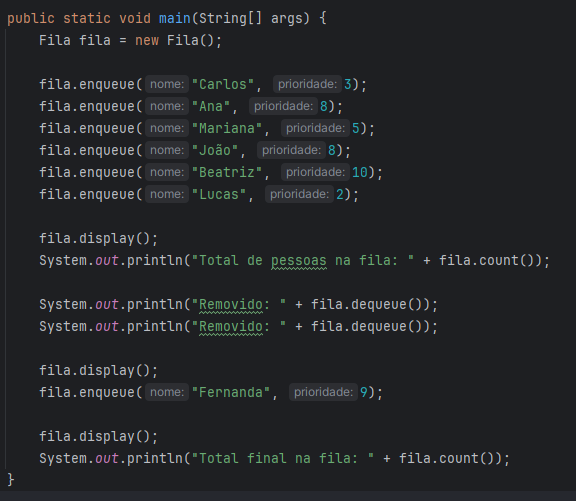 public static void main(String[] args) {
Fila fila = new Fila();
fila.enqueue( nome: "Carlos", prioridade: 3);
fila.enqueue( nome: "Ana", prioridade: 8);
fila.enqueue( nome: "Mariana", prioridade: 5);
fila.enqueue( nome: "João", prioridade: 8);
fila.enqueue( nome: "Beatriz", prioridade: 10);
fila.enqueue( nome: "Lucas", prioridade: 2);
fila.display();
System.out.println("Total de pessoas na fila: " + fila.count());
System.out.println("Removido: " + fila.dequeue());
System.out.println("Removido: " + fila.dequeue());
fila.display();
fila.enqueue( nome: "Fernanda", prioridade: 9);
fila.display();
System.out.println("Total final na fila: " + fila.count());
}